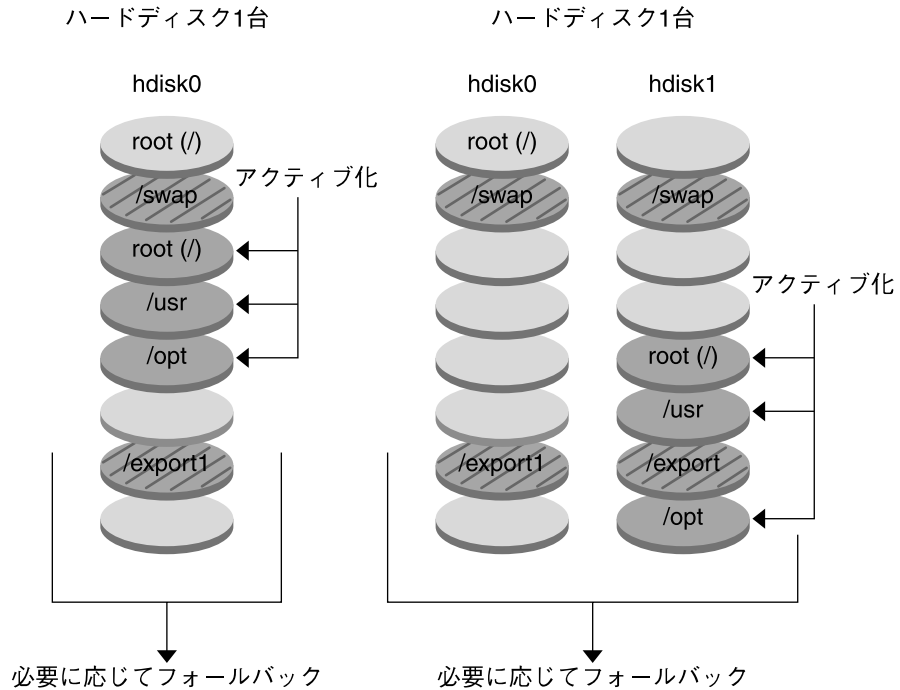 ハードディスク1台
hdisk0
root (/)
/swap
アクティブ化
root (/)
/usr
/opt
/export1
必要に応じてフォールバック
ハードディスク1台
hdisk0
root (/)
/swap
/export1
hdisk1
/swap
アクティブ化
root (/)
/usr
/export
/opt
必要に応じてフォールバック